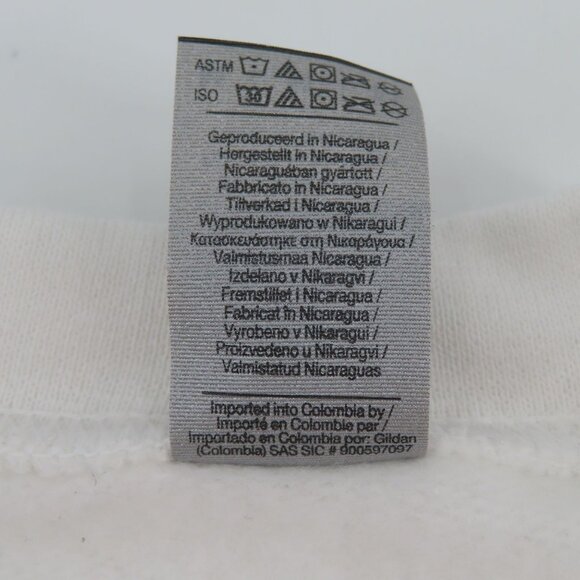 ASTM
ISO 30
Geproduceerd in Nicaragua /
Hergestellt in Nicaragua /
Nicaraguában gyártott /
Fabbricato in Nicaragua /
Tillverkad i Nicaragua /
Wyprodukowano w Nikaragui /
Κατασκευάστηκε στη Νικαράγουα /
Valmistusmaa Nicaragua /
Izdelano v Nikaragvi /
Fremstillet i Nicaragua /
Fabricat în Nicaragua /
Vyrobeno v Nikaragui /
Proizvedeno u Nikaragvi /
Valmistatud Nicaraguas
Imported into Colombia by /
Importé en Colombie par /
Importado en Colombia por: Gildan
(Colombia) SAS SIC # 900597097